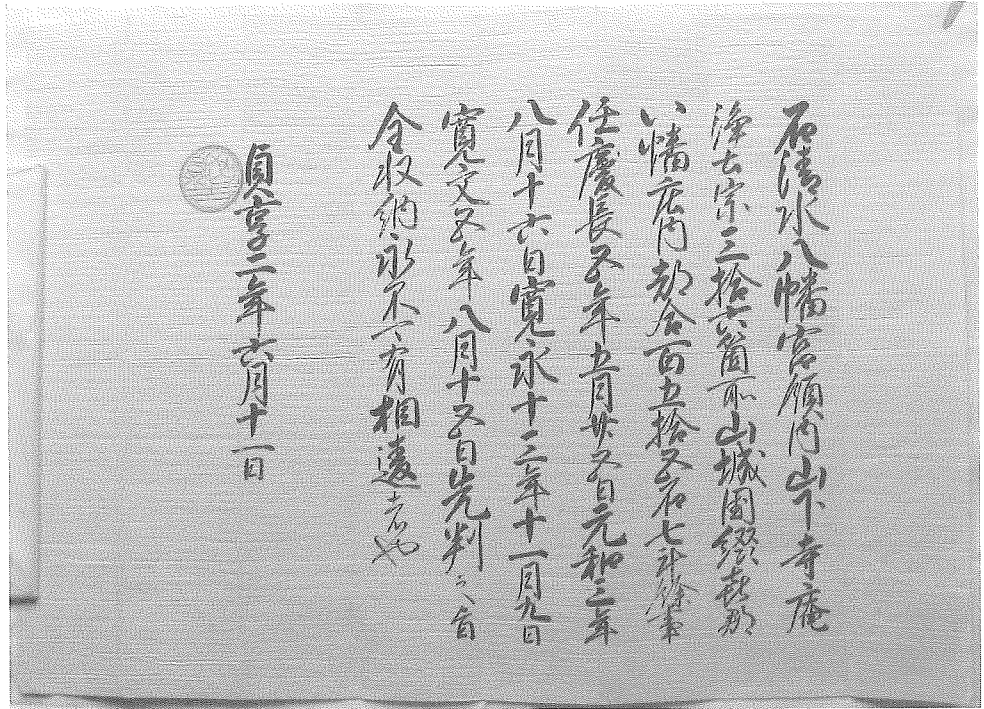 石清水八幡宮領内山下寺庵
浄土宗三拾六箇所山城国綴喜郡
八幡庄内都合百五拾五石七斗餘事
任慶長五年五月廿五日元和三年
八月十六日寛永十三年十一月九日
寛文五年八月十五日先判之旨
全収納永不可有相違者也
貞享二年六月十一日